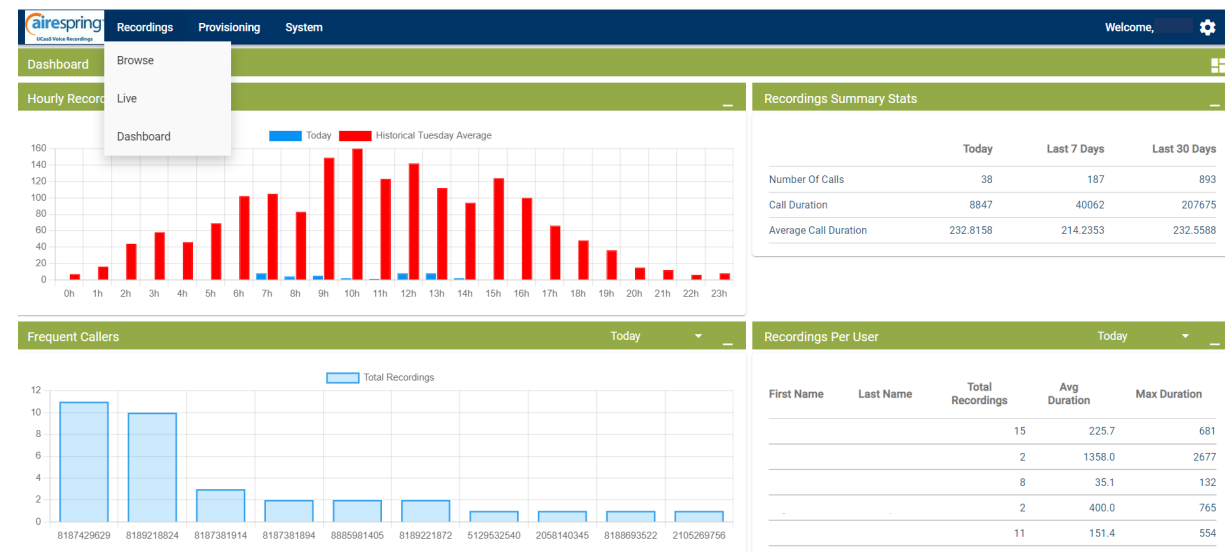 airespring
UCaaS Voice Recordings
Recordings Provisioning System
Welcome,
Dashboard
Browse
Live
Dashboard
Hourly Record
Today Historical Tuesday Average
160
140
120
100
80
60
40
20
0
0h 1h 2h 3h 4h 5h 6h 7h 8h 9h 10h 11h 12h 13h 14h 15h 16h 17h 18h 19h 20h 21h 22h 23h
Recordings Summary Stats
Today Last 7 Days Last 30 Days
Number Of Calls 38 187 893
Call Duration 8847 40062 207675
Average Call Duration 232.8158 214.2353 232.5588
Frequent Callers Today
Total Recordings
12
10
8
6
4
2
0
8187429629 8189218824 8187381914 8187381894 8885981405 8189221872 5129532540 2058140345 8188693522 2105269756
Recordings Per User Today
First Name Last Name Total Recordings Avg Duration Max Duration
15 225.7 681
2 1358.0 2677
8 35.1 132
2 400.0 765
11 151.4 554